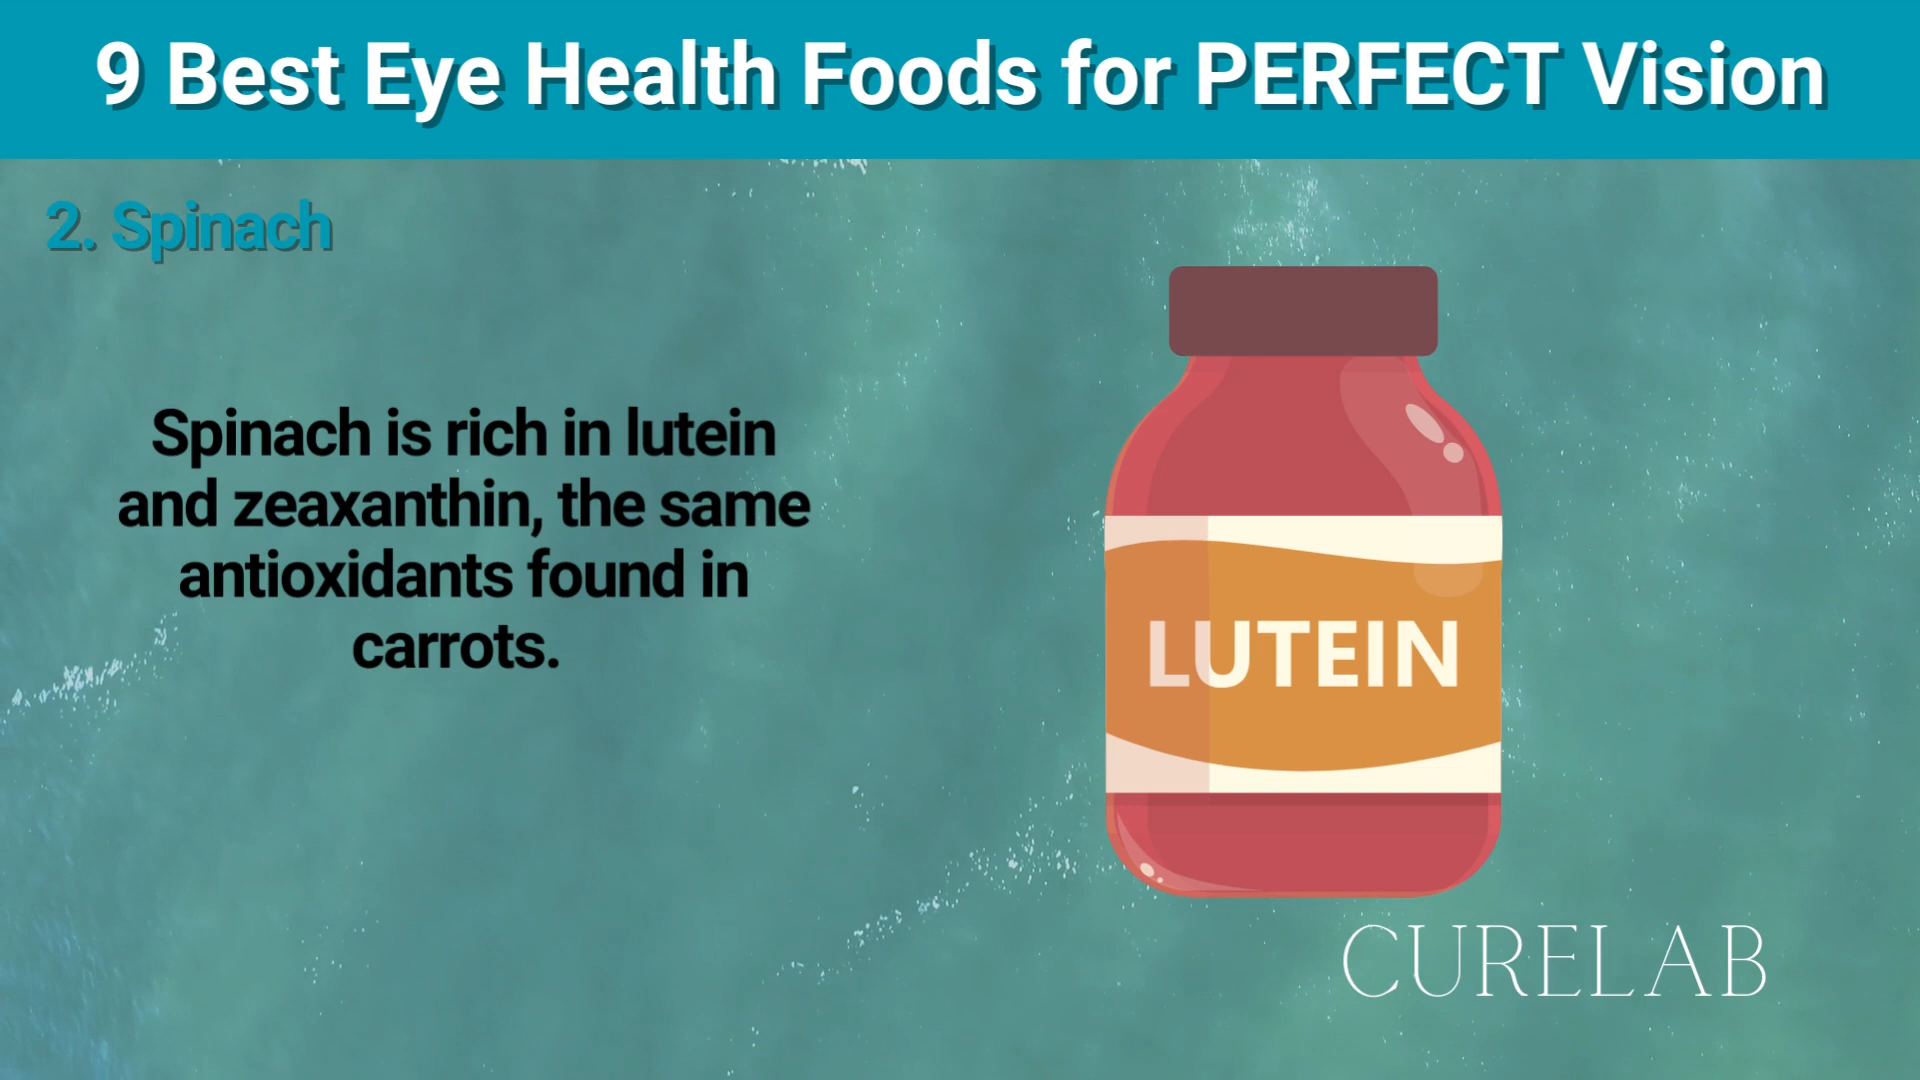 9 Best Eye Health Foods for PERFECT Vision
2. Spinach
Spinach is rich in lutein
and zeaxanthin, the same
antioxidants found in
carrots.
LUTEIN
CURELAB